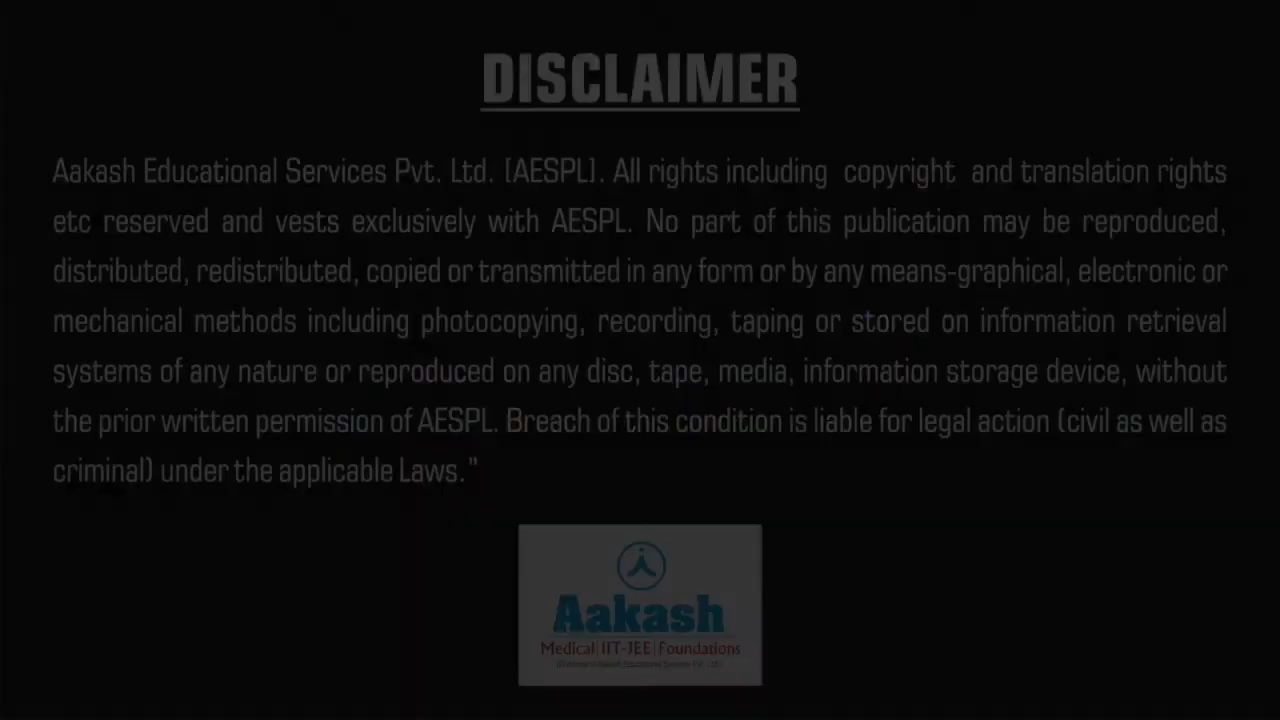 DISCLAIMER
Aakash Educational Services Pvt. Ltd. [AESPL]. All rights including copyright and translation rights
etc reserved and vests exclusively with AESPL. No part of this publication may be reproduced,
distributed, redistributed, copied or transmitted in any form or by any means-graphical, electronic or
mechanical methods including photocopying, recording, taping or stored on information retrieval
systems of any nature or reproduced on any disc, tape, media, information storage device, without
the prior written permission of AESPL. Breach of this condition is liable for legal action (civil as well as
criminal) under the applicable Laws.”
Aakash
Medical|IIT-JEE|Foundations